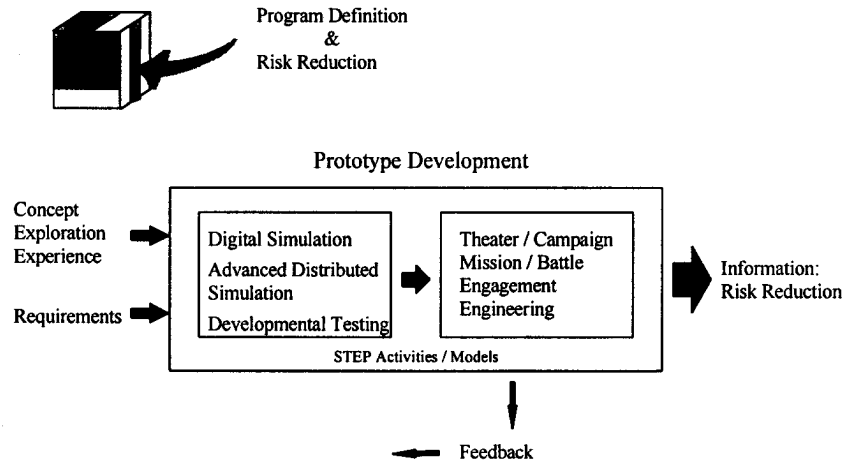 Program Definition
&
Risk Reduction
Prototype Development
Concept
Exploration
Experience
Requirements
Digital Simulation
Advanced Distributed
Simulation
Developmental Testing
Theater / Campaign
Mission / Battle
Engagement
Engineering
STEP Activities / Models
Information:
Risk Reduction
Feedback